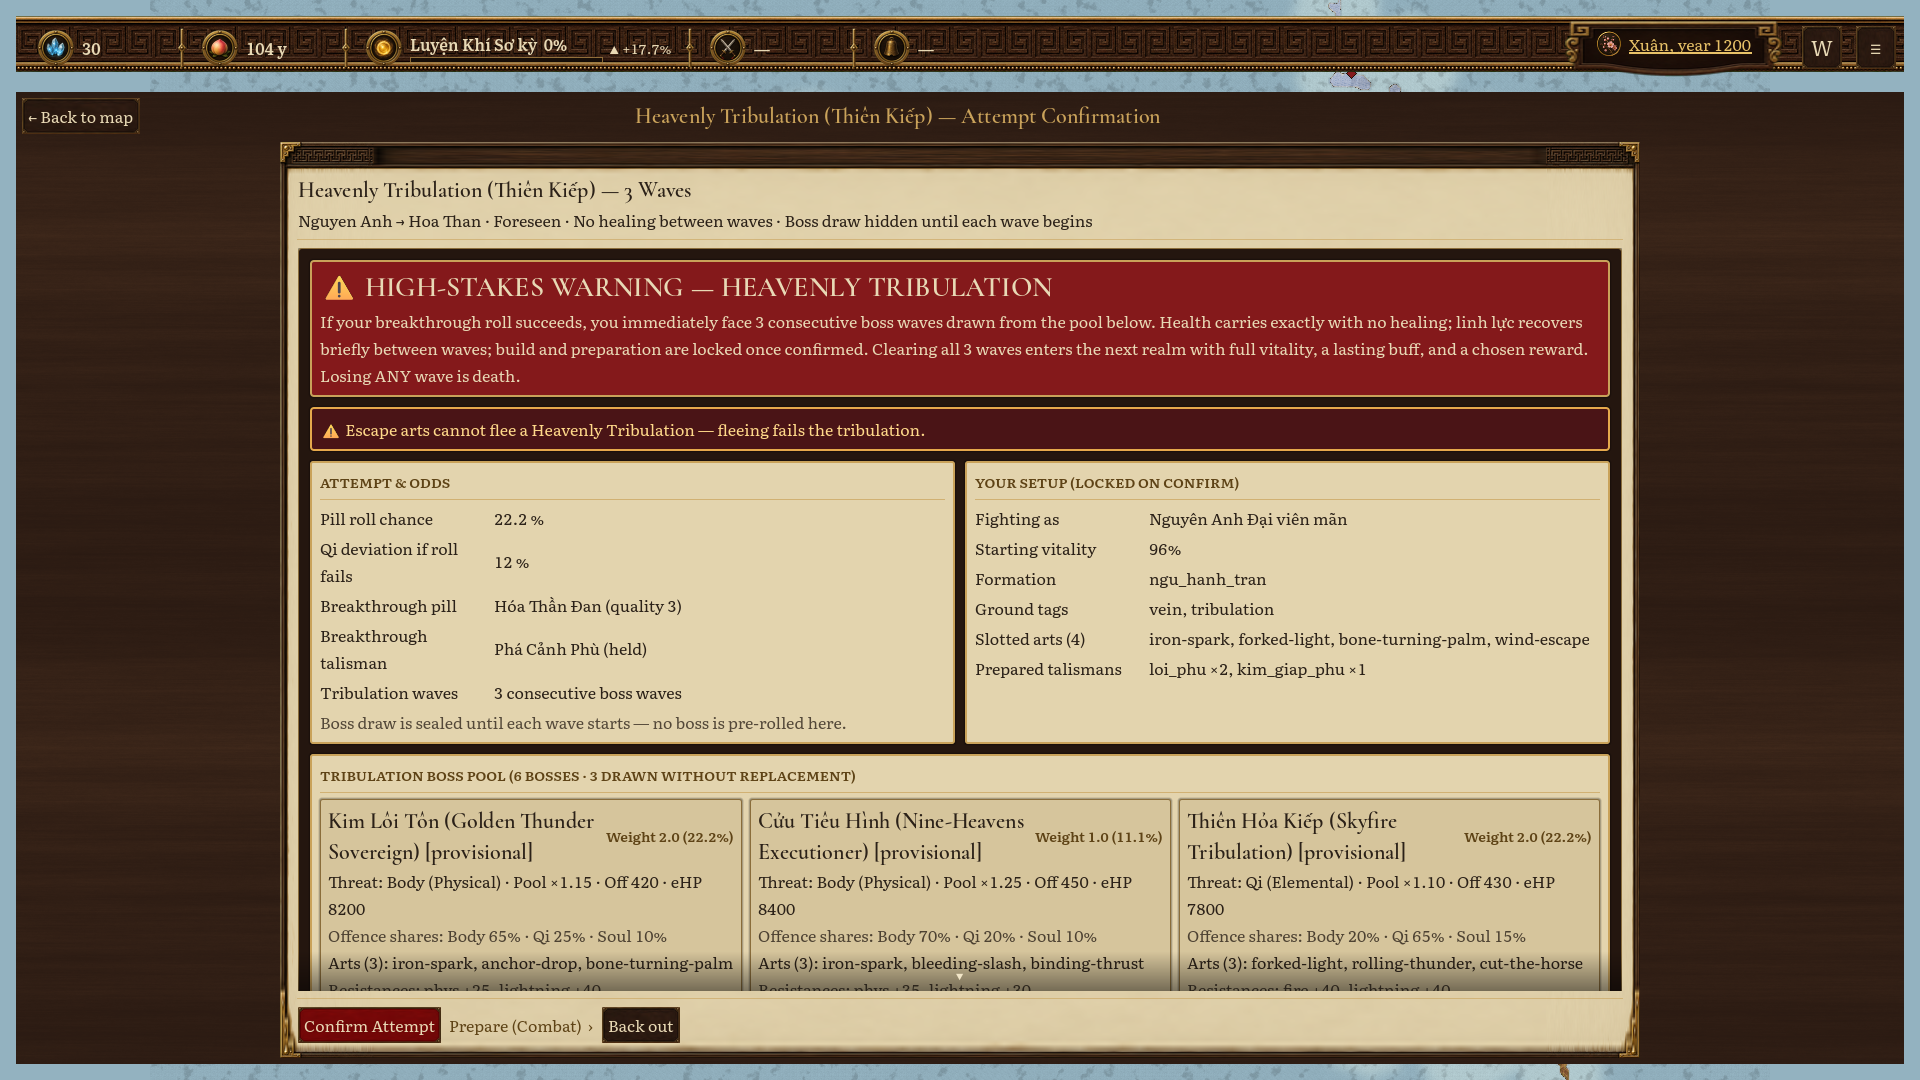 30
104 y
Luyện Khí Sơ kỳ 0%
▲ +17.7%
—
—
Xuân, year 1200
W
☰
← Back to map
Heavenly Tribulation (Thiên Kiếp) — Attempt Confirmation
Heavenly Tribulation (Thiên Kiếp) — 3 Waves
Nguyen Anh → Hoa Than · Foreseen · No healing between waves · Boss draw hidden until each wave begins
HIGH-STAKES WARNING — HEAVENLY TRIBULATION
If your breakthrough roll succeeds, you immediately face 3 consecutive boss waves drawn from the pool below. Health carries exactly with no healing; linh lực recovers
briefly between waves; build and preparation are locked once confirmed. Clearing all 3 waves enters the next realm with full vitality, a lasting buff, and a chosen reward.
Losing ANY wave is death.
Escape arts cannot flee a Heavenly Tribulation — fleeing fails the tribulation.
ATTEMPT & ODDS
Pill roll chance 22.2 %
Qi deviation if roll
fails 12 %
Breakthrough pill Hóa Thần Đan (quality 3)
Breakthrough
talisman Phá Cảnh Phù (held)
Tribulation waves 3 consecutive boss waves
Boss draw is sealed until each wave starts — no boss is pre-rolled here.
YOUR SETUP (LOCKED ON CONFIRM)
Fighting as Nguyên Anh Đại viên mãn
Starting vitality 96%
Formation ngu_hanh_tran
Ground tags vein, tribulation
Slotted arts (4) iron-spark, forked-light, bone-turning-palm, wind-escape
Prepared talismans loi_phu ×2, kim_giap_phu ×1
TRIBULATION BOSS POOL (6 BOSSES · 3 DRAWN WITHOUT REPLACEMENT)
Kim Lôi Tôn (Golden Thunder
Sovereign) [provisional]
Weight 2.0 (22.2%)
Threat: Body (Physical) · Pool ×1.15 · Off 420 · eHP
8200
Offence shares: Body 65% · Qi 25% · Soul 10%
Arts (3): iron-spark, anchor-drop, bone-turning-palm
Resistances: phys +25, lightning +40
Cửu Tiêu Hình (Nine-Heavens
Executioner) [provisional]
Weight 1.0 (11.1%)
Threat: Body (Physical) · Pool ×1.25 · Off 450 · eHP
8400
Offence shares: Body 70% · Qi 20% · Soul 10%
Arts (3): iron-spark, bleeding-slash, binding-thrust
Resistances: phys +35, lightning +30
Thiên Hỏa Kiếp (Skyfire
Tribulation) [provisional]
Weight 2.0 (22.2%)
Threat: Qi (Elemental) · Pool ×1.10 · Off 430 · eHP
7800
Offence shares: Body 20% · Qi 65% · Soul 15%
Arts (3): forked-light, rolling-thunder, cut-the-horse
Resistances: fire +40, lightning +40
Confirm Attempt
Prepare (Combat) ›
Back out